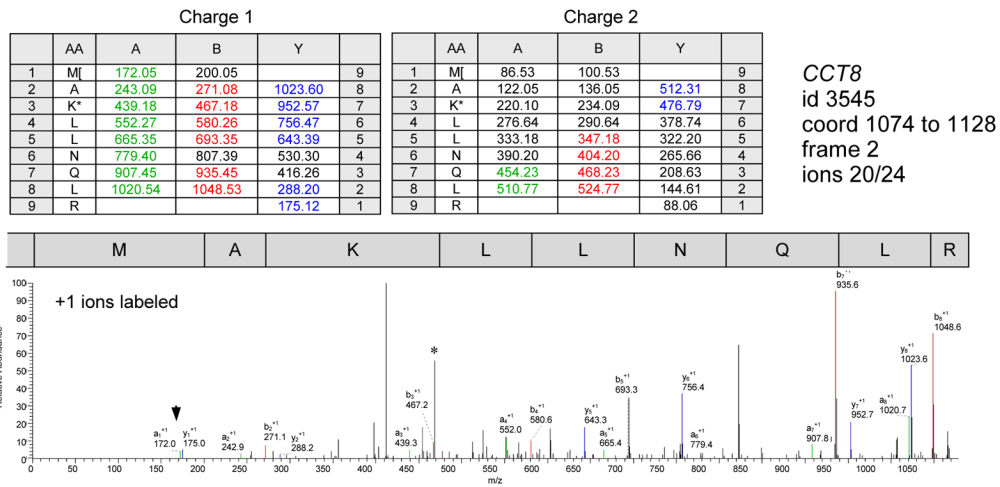 Charge 1
AA A B Y
1 M[ 172.05 200.05 9
2 A 243.09 271.08 1023.60 8
3 K* 439.18 467.18 952.57 7
4 L 552.27 580.26 756.47 6
5 L 665.35 693.35 643.39 5
6 N 779.40 807.39 530.30 4
7 Q 907.45 935.45 416.26 3
8 L 1020.54 1048.53 288.20 2
9 R 175.12 1
Charge 2
AA A B Y
1 M[ 86.53 100.53 9
2 A 122.05 136.05 512.31 8
3 K* 220.10 234.09 476.79 7
4 L 276.64 290.64 378.74 6
5 L 333.18 347.18 322.20 5
6 N 390.20 404.20 265.66 4
7 Q 454.23 468.23 208.63 3
8 L 510.77 524.77 144.61 2
9 R 88.06 1
CCT8
id 3545
coord 1074 to 1128
frame 2
ions 20/24
M A K L L N Q L R
+1 ions labeled
100
90
80
70
60
50
40
30
20
10
0
a₁⁺¹
172.0
y₁⁺¹
175.0
a₂⁺¹
242.9
b₂⁺¹
271.1
y₂⁺¹
288.2
a₃⁺¹
439.3
b₃⁺¹
467.2
*
a₄⁺¹
552.0
b₄⁺¹
580.6
y₅⁺¹
643.3
a₅⁺¹
665.4
b₅⁺¹
693.3
y₆⁺¹
756.4
a₆⁺¹
779.4
a₇⁺¹
907.8
b₇⁺¹
935.6
y₇⁺¹
952.7
a₈⁺¹
1020.7
y₈⁺¹
1023.6
b₈⁺¹
1048.6
0 50 100 150 200 250 300 350 400 450 500 550 600 650 700 750 800 850 900 950 1000 1050
m/z